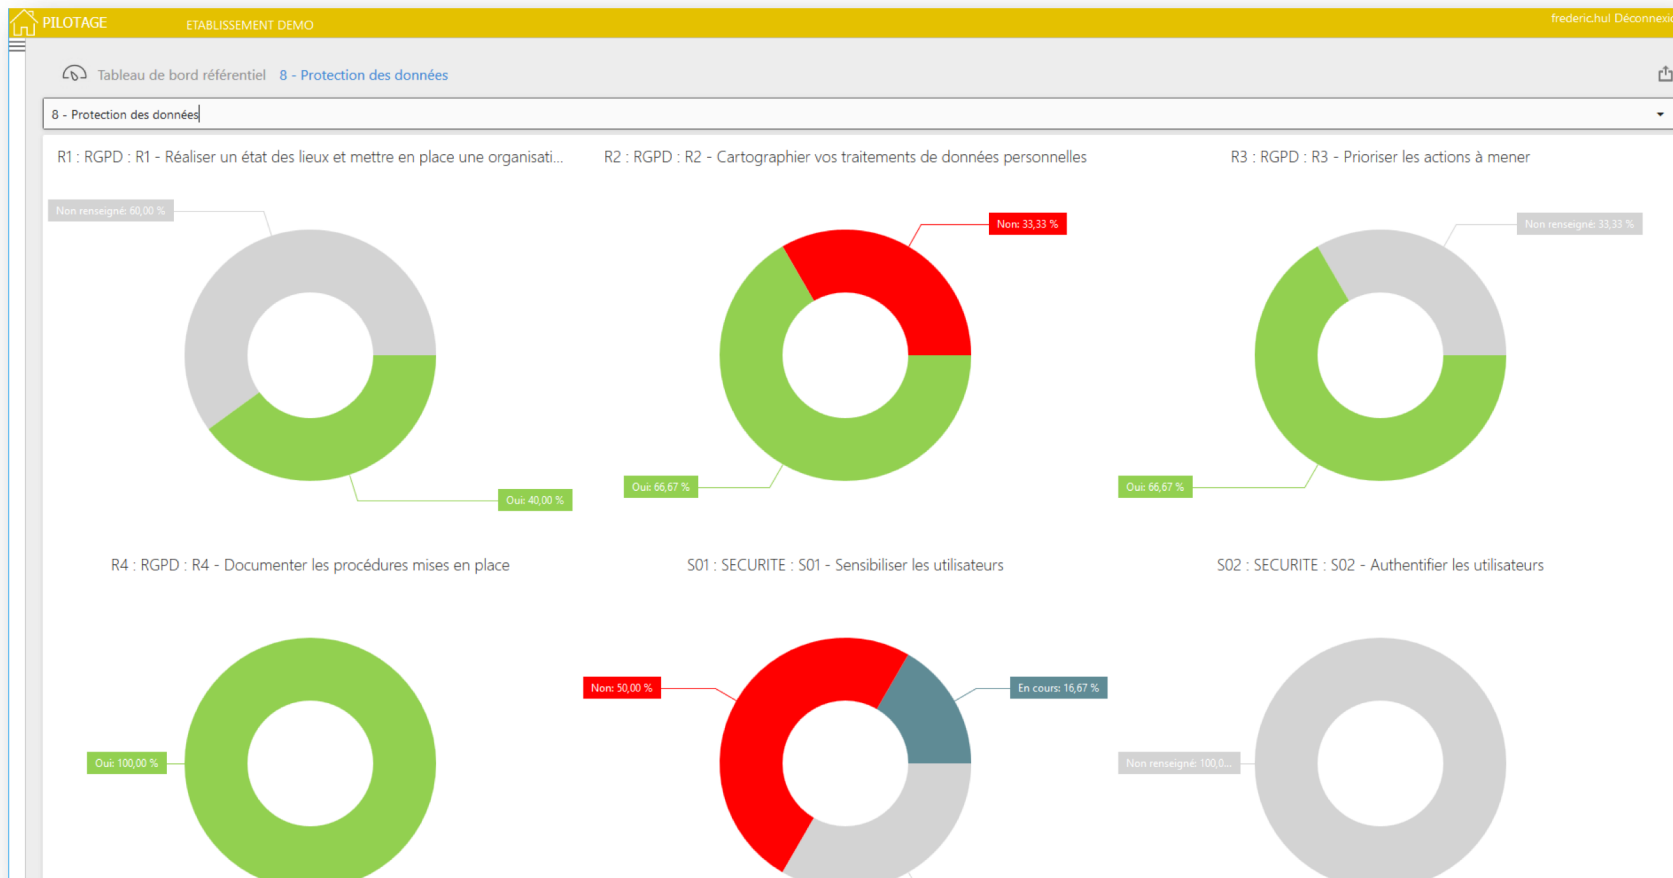 PILOTAGE
ETABLISSEMENT DEMO
frederic.hul Déconnexio
Tableau de bord référentiel 8 - Protection des données
8 - Protection des données
R1 : RGPD : R1 - Réaliser un état des lieux et mettre en place une organisati...
R2 : RGPD : R2 - Cartographier vos traitements de données personnelles
R3 : RGPD : R3 - Prioriser les actions à mener
Non renseigné: 60,00 %
Non: 33,33 %
Non renseigné: 33,33 %
Oui: 40,00 %
Oui: 66,67 %
Oui: 66,67 %
R4 : RGPD : R4 - Documenter les procédures mises en place
S01 : SECURITE : S01 - Sensibiliser les utilisateurs
S02 : SECURITE : S02 - Authentifier les utilisateurs
Oui: 100,00 %
Non: 50,00 %
En cours: 16,67 %
Non renseigné: 100,0...